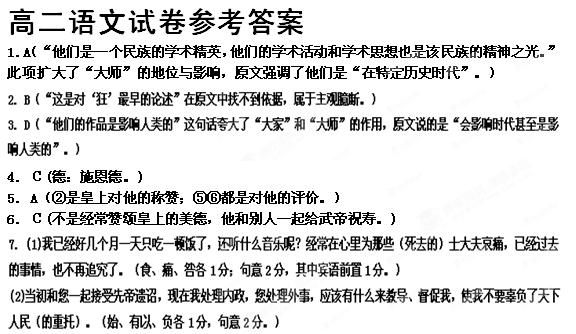 高二语文试卷参考答案
1.A(“他们是一个民族的学术精英，他们的学术活动和学术思想也是该民族的精神之光。”
此项扩大了“大师”的地位与影响，原文强调了他们是“在特定历史时代”。)
2. B(“这是对‘狂’最早的论述”在原文中找不到依据，属于主观臆断。)
3. D(“他们的作品是影响人类的”这句话夸大了“大家”和“大师”的作用，原文说的是“会影响时代甚至是影
响人类的”。)
4. C(德：施恩德。)
5. A (②是皇上对他的称赞；⑤⑥都是对他的评价。)
6. C(不是经常赞颂皇上的美德，他和别人一起给武帝祝寿。)
7. (1)我已经好几个月一天只吃一顿饭了，还听什么音乐呢？经常在心里为那些(死去的)士大夫哀痛，已经过去
的事情，也不再追究了。(食、痛、咎各1分；句意2分，其中宾语前置1分。)
(2)当初和您一起接受先帝遗诏，现在我处理内政，您处理外事，应该有什么来教导、督促我，使我不要辜负了天下
人民(的重托)。(始、有以、负各1分，句意2分。)